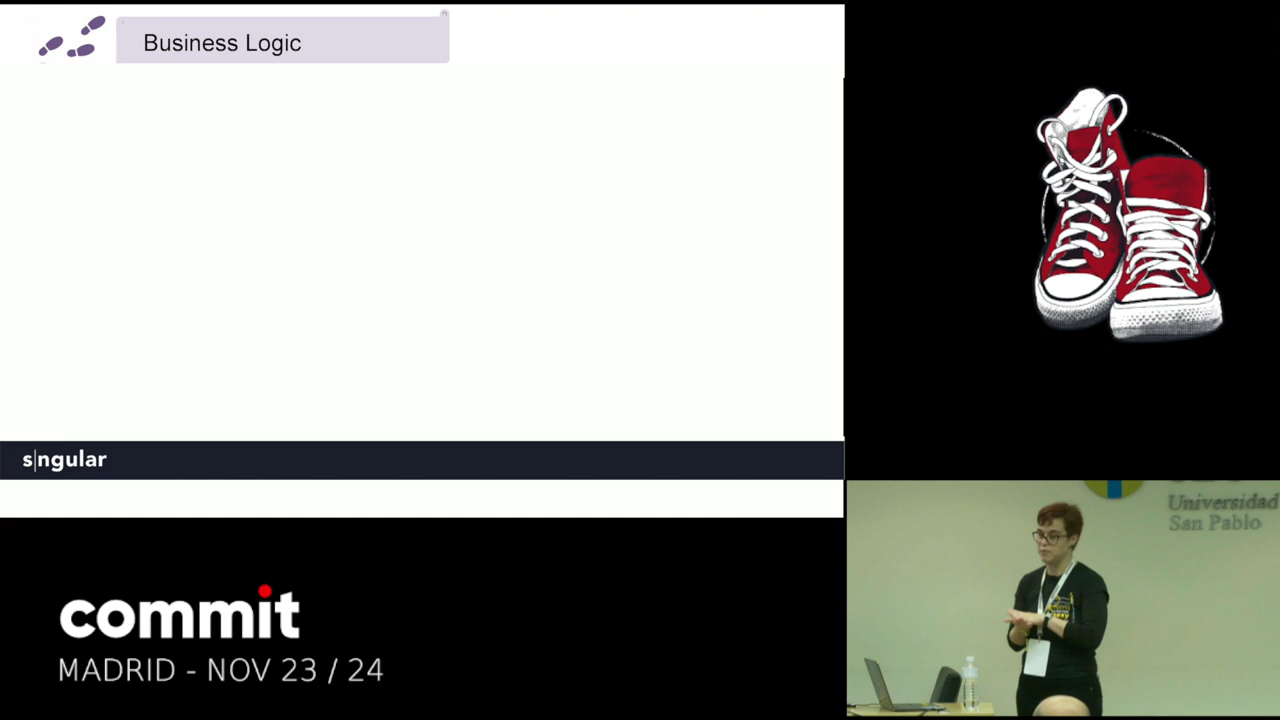 Business Logic
s|ngular
commit
MADRID - NOV 23 / 24
Universidad
San Pablo